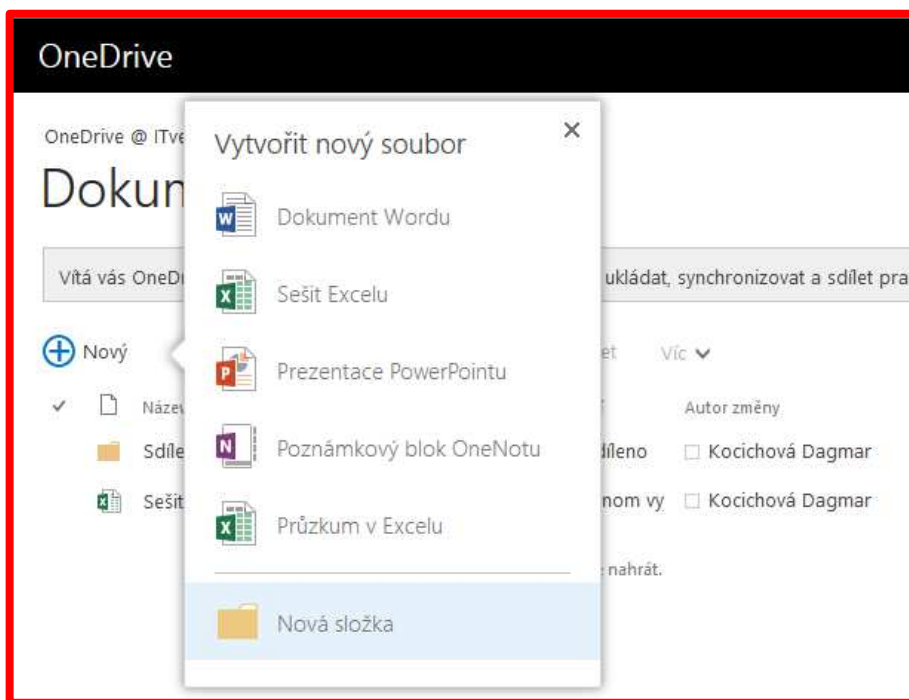 OneDrive
OneDrive @ ITve
Dokum
Vítá vás OneDr
ukládat, synchronizovat a sdílet pra
Vytvořit nový soubor
Dokument Wordu
Sešit Excelu
Prezentace PowerPointu
Poznámkový blok OneNotu
Průzkum v Excelu
Nová složka
Nový
et
Víc
Název
Autor změny
Sdíle
díleno
Kocichová Dagmar
Sešit
nom vy
Kocichová Dagmar
nahrát.